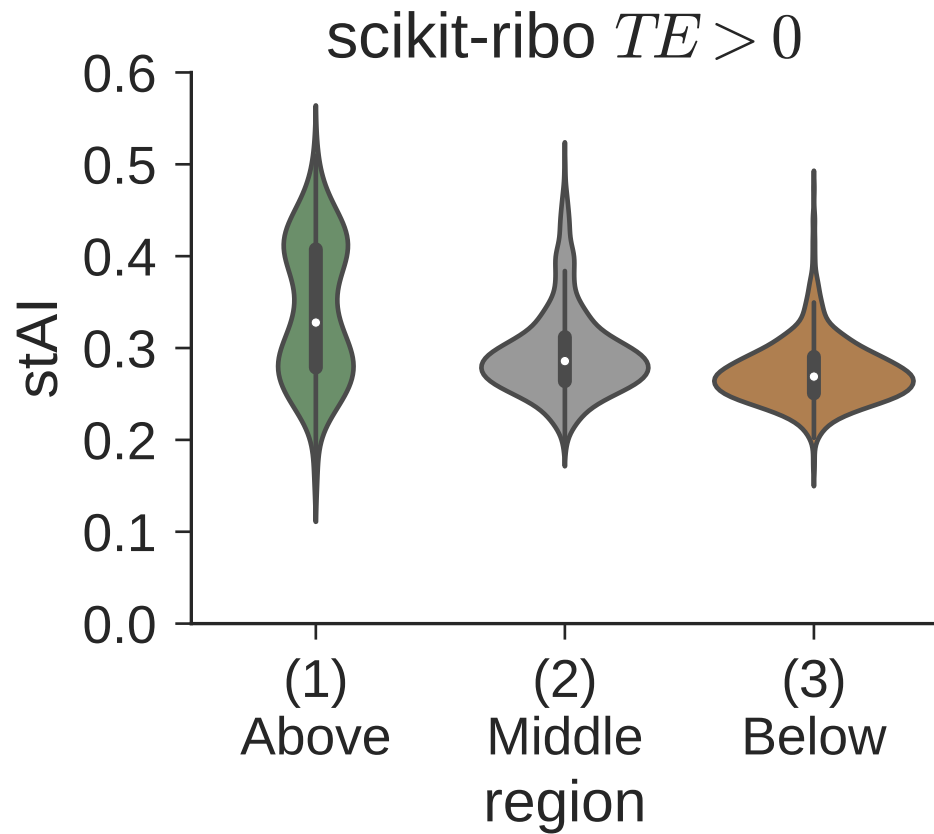 scikit-ribo TE > 0
0.6
0.5
0.4
0.3
0.2
0.1
0.0
stAI
(1) (2) (3)
Above Middle Below
region